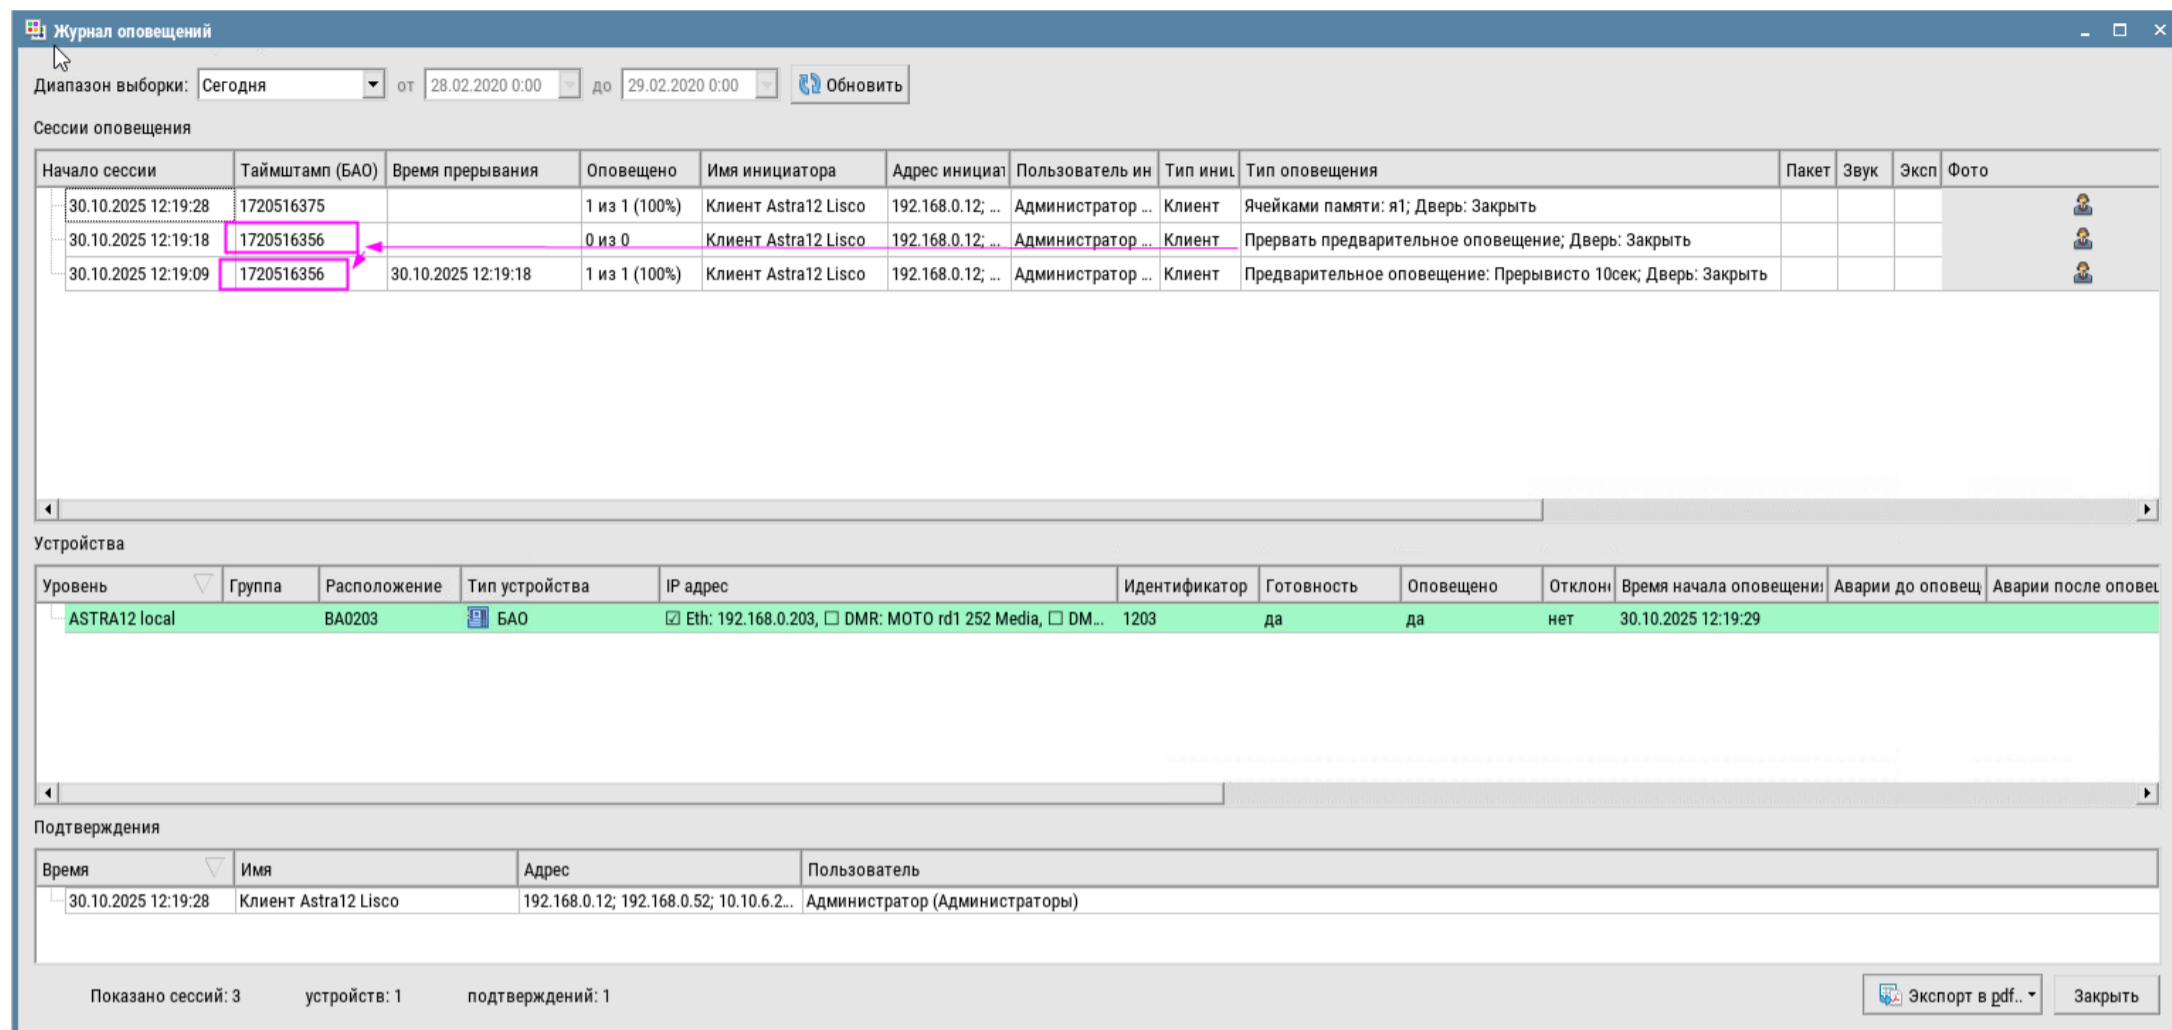 Журнал оповещений
Диапазон выборки: Сегодня от 28.02.2020 0:00 до 29.02.2020 0:00 Обновить
Сессии оповещения
Начало сессии Таймштамп (БАО) Время прерывания Оповещено Имя инициатора Адрес инициат Пользователь ин Тип иниц Тип оповещения Пакет Звук Эксп Фото
30.10.2025 12:19:28 1720516375 1 из 1 (100%) Клиент Astra12 Lisco 192.168.0.12; ... Администратор ... Клиент Ячейками памяти: я1; Дверь: Закрыть
30.10.2025 12:19:18 1720516356 0 из 0 Клиент Astra12 Lisco 192.168.0.12; ... Администратор ... Клиент Прервать предварительное оповещение; Дверь: Закрыть
30.10.2025 12:19:09 1720516356 30.10.2025 12:19:18 1 из 1 (100%) Клиент Astra12 Lisco 192.168.0.12; ... Администратор ... Клиент Предварительное оповещение: Прерывисто 10сек; Дверь: Закрыть
Устройства
Уровень Группа Расположение Тип устройства IP адрес Идентификатор Готовность Оповещено Отклон Время начала оповещени Аварии до оповещ Аварии после оповещ
ASTRA12 local BA0203 БАО ☑ Eth: 192.168.0.203, ☐ DMR: MOTO rd1 252 Media, ☐ DM... 1203 да да нет 30.10.2025 12:19:29
Подтверждения
Время Имя Адрес Пользователь
30.10.2025 12:19:28 Клиент Astra12 Lisco 192.168.0.12; 192.168.0.52; 10.10.6.2... Администратор (Администраторы)
Показано сессий: 3 устройств: 1 подтверждений: 1 Экспорт в pdf.. Закрыть